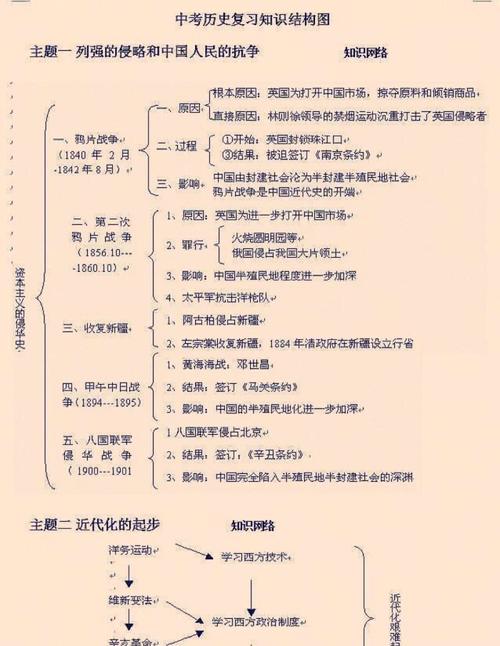 中考历史复习知识结构图
主题一 列强的侵略和中国人民的抗争 知识网络
资本主义的侵华史
一、鸦片战争
(1840 年 2 月
-1842年8月)
一、原因
根本原因：英国为打开中国市场，掠夺原料和倾销商品
直接原因：林则徐领导的禁烟运动沉重打击了英国侵略者
二、过程
①开始：英国封锁珠江口
③结果：被迫签订《南京条约》
三、影响
中国由封建社会沦为半封建半殖民地社会
鸦片战争是中国近代史的开端
二、第二次
鸦片战争
(1856.10---
-1860.10)
1、原因：英国为进一步打开中国市场
2、罪行
火烧圆明园等
俄国侵占我国大片领土
3、影响：中国半殖民地程度进一步加深
4、太平军抗击洋枪队
三、收复新疆
1、阿古柏侵占新疆
2、左宗棠收复新疆，1884年清政府在新疆设立行省
四、甲午中日战
争(1894---1895)
1、黄海海战：邓世昌
2、结果：签订《马关条约》
3、影响：中国的半殖民地化进一步加深
五、八国联军
侵华战争
(1900---1901
1八国联军侵占北京
2、结果：签订：《辛丑条约》
3、影响：中国完全陷入半殖民地半封建社会的深渊
主题二 近代化的起步 知识网络
洋务运动
学习西方技术
维新变法
学习西方政治制度
辛亥革命
近代化艰难起